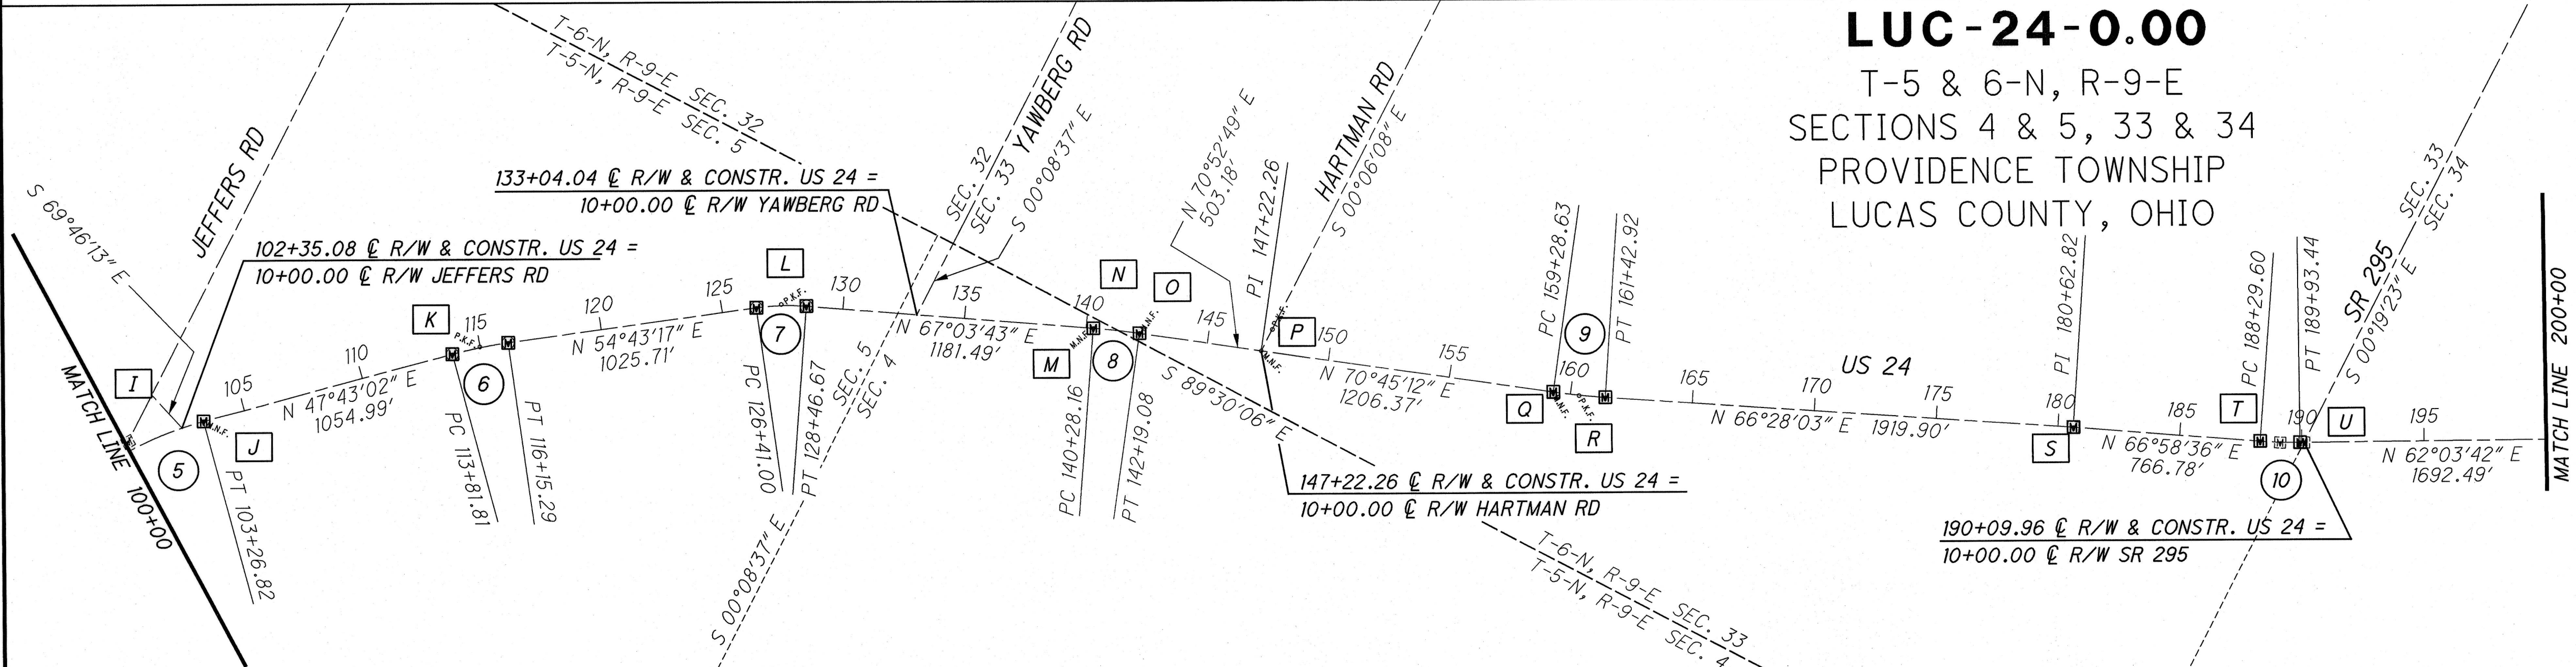 LUC-24-0.00
T-5 & 6-N, R-9-E
SECTIONS 4 & 5, 33 & 34
PROVIDENCE TOWNSHIP
LUCAS COUNTY, OHIO
T-6-N, R-9-E SEC. 32
T-5-N, R-9-E SEC. 5
JEFFERS RD
S 69°46'13" E
102+35.08 ℄ R/W & CONSTR. US 24 =
10+00.00 ℄ R/W JEFFERS RD
133+04.04 ℄ R/W & CONSTR. US 24 =
10+00.00 ℄ R/W YAWBERG RD
SEC. 32
SEC. 33
YAWBERG RD
S 00°08'37" E
N 70°52'49" E
503.18'
PI 147+22.26
HARTMAN RD
S 00°06'08" E
PC 159+28.63
PT 161+42.92
PI 180+62.82
PC 188+29.60
PT 189+93.44
SR 295
SEC. 33
SEC. 34
S 00°19'23" E
MATCH LINE 200+00
MATCH LINE 100+00
I
5
J
M.N.F.
PT 103+26.82
105
N 47°43'02" E
1054.99'
110
K
P.K.F.
115
6
PC 113+81.81
PT 116+15.29
120
N 54°43'17" E
1025.71'
125
L
P.K.F.
7
PC 126+41.00
PT 128+46.67
130
SEC. 5
SEC. 4
S 00°08'37" E
135
N 67°03'43" E
1181.49'
140
M
M.N.F.
N
8
M.N.F.
O
PC 140+28.16
PT 142+19.08
S 89°30'06" E
145
P
P.K.F.
M.N.F.
150
N 70°45'12" E
1206.37'
155
147+22.26 ℄ R/W & CONSTR. US 24 =
10+00.00 ℄ R/W HARTMAN RD
T-6-N, R-9-E SEC. 33
T-5-N, R-9-E SEC. 4
Q
M.N.F.
9
160
P.K.F.
R
165
170
US 24
175
N 66°28'03" E 1919.90'
180
S
185
N 66°58'36" E
766.78'
T
190
10
U
195
N 62°03'42" E
1692.49'
190+09.96 ℄ R/W & CONSTR. US 24 =
10+00.00 ℄ R/W SR 295